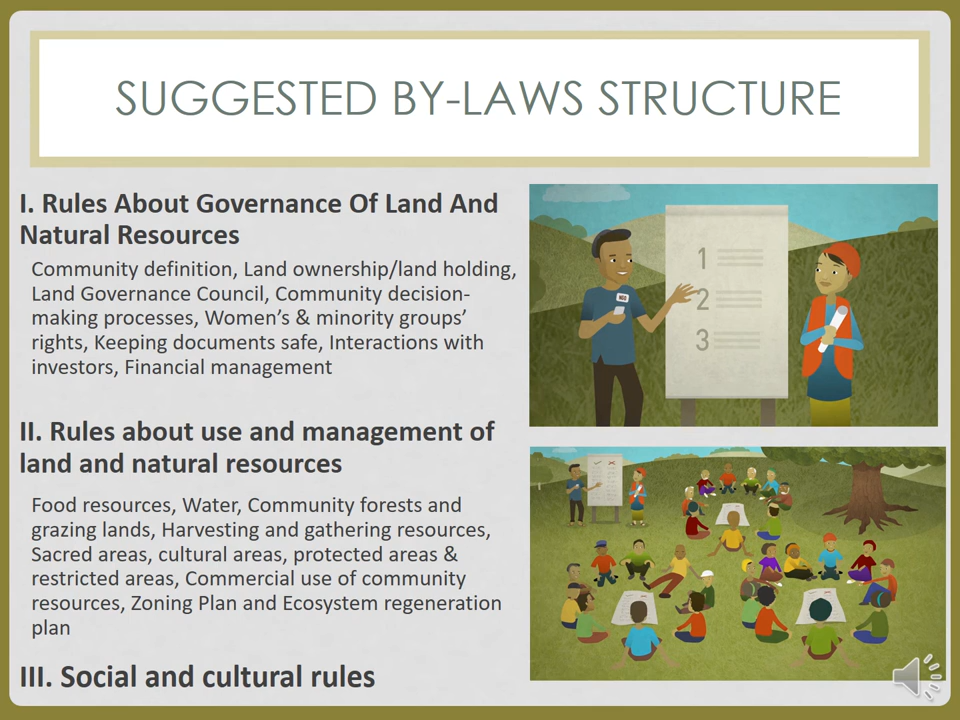 SUGGESTED BY-LAWS STRUCTURE
I. Rules About Governance Of Land And
Natural Resources
Community definition, Land ownership/land holding,
Land Governance Council, Community decision-
making processes, Women’s & minority groups’
rights, Keeping documents safe, Interactions with
investors, Financial management
II. Rules about use and management of
land and natural resources
Food resources, Water, Community forests and
grazing lands, Harvesting and gathering resources,
Sacred areas, cultural areas, protected areas &
restricted areas, Commercial use of community
resources, Zoning Plan and Ecosystem regeneration
plan
III. Social and cultural rules
NGO
1
2
3